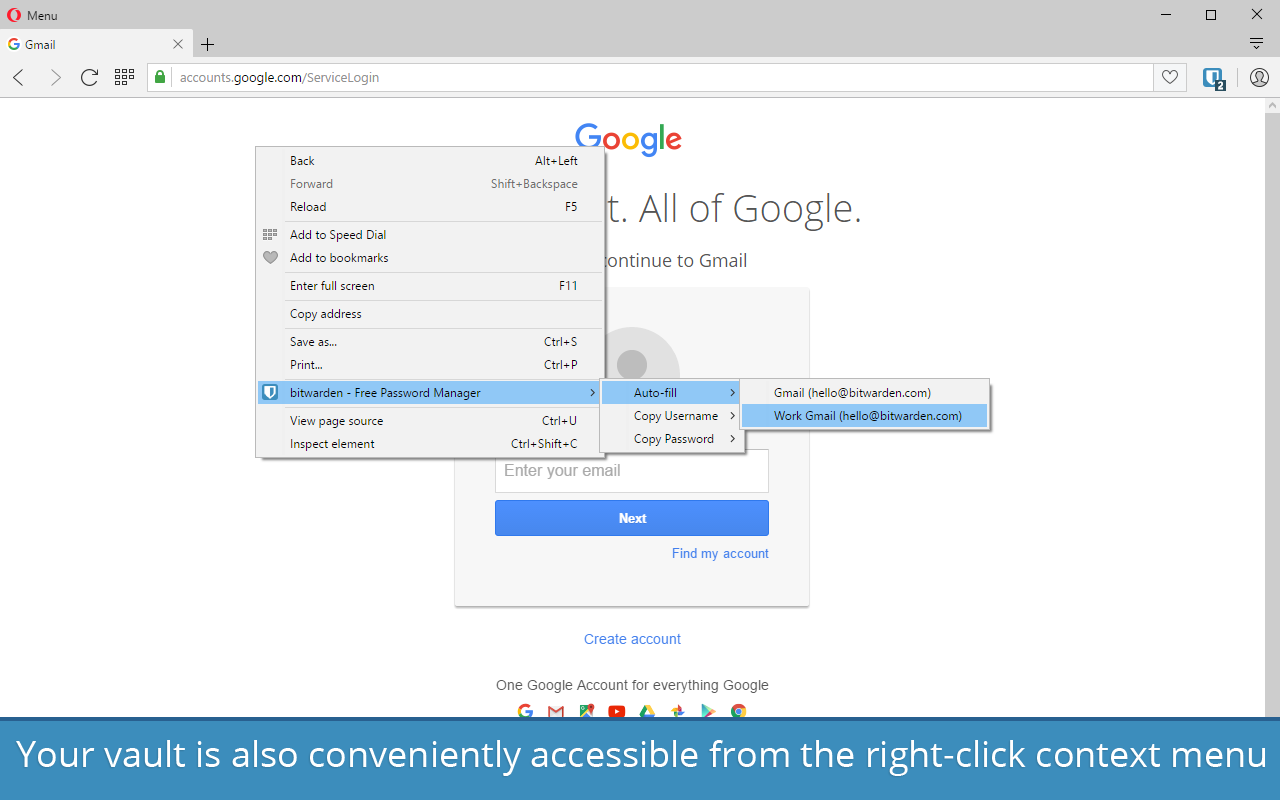 Menu
Gmail
accounts.google.com/ServiceLogin
2
Google
t. All of Google.
continue to Gmail
Back Alt+Left
Forward Shift+Backspace
Reload F5
Add to Speed Dial
Add to bookmarks
Enter full screen F11
Copy address
Save as... Ctrl+S
Print... Ctrl+P
bitwarden - Free Password Manager
View page source Ctrl+U
Inspect element Ctrl+Shift+C
Auto-fill
Copy Username
Copy Password
Gmail (hello@bitwarden.com)
Work Gmail (hello@bitwarden.com)
Enter your email
Next
Find my account
Create account
One Google Account for everything Google
Your vault is also conveniently accessible from the right-click context menu